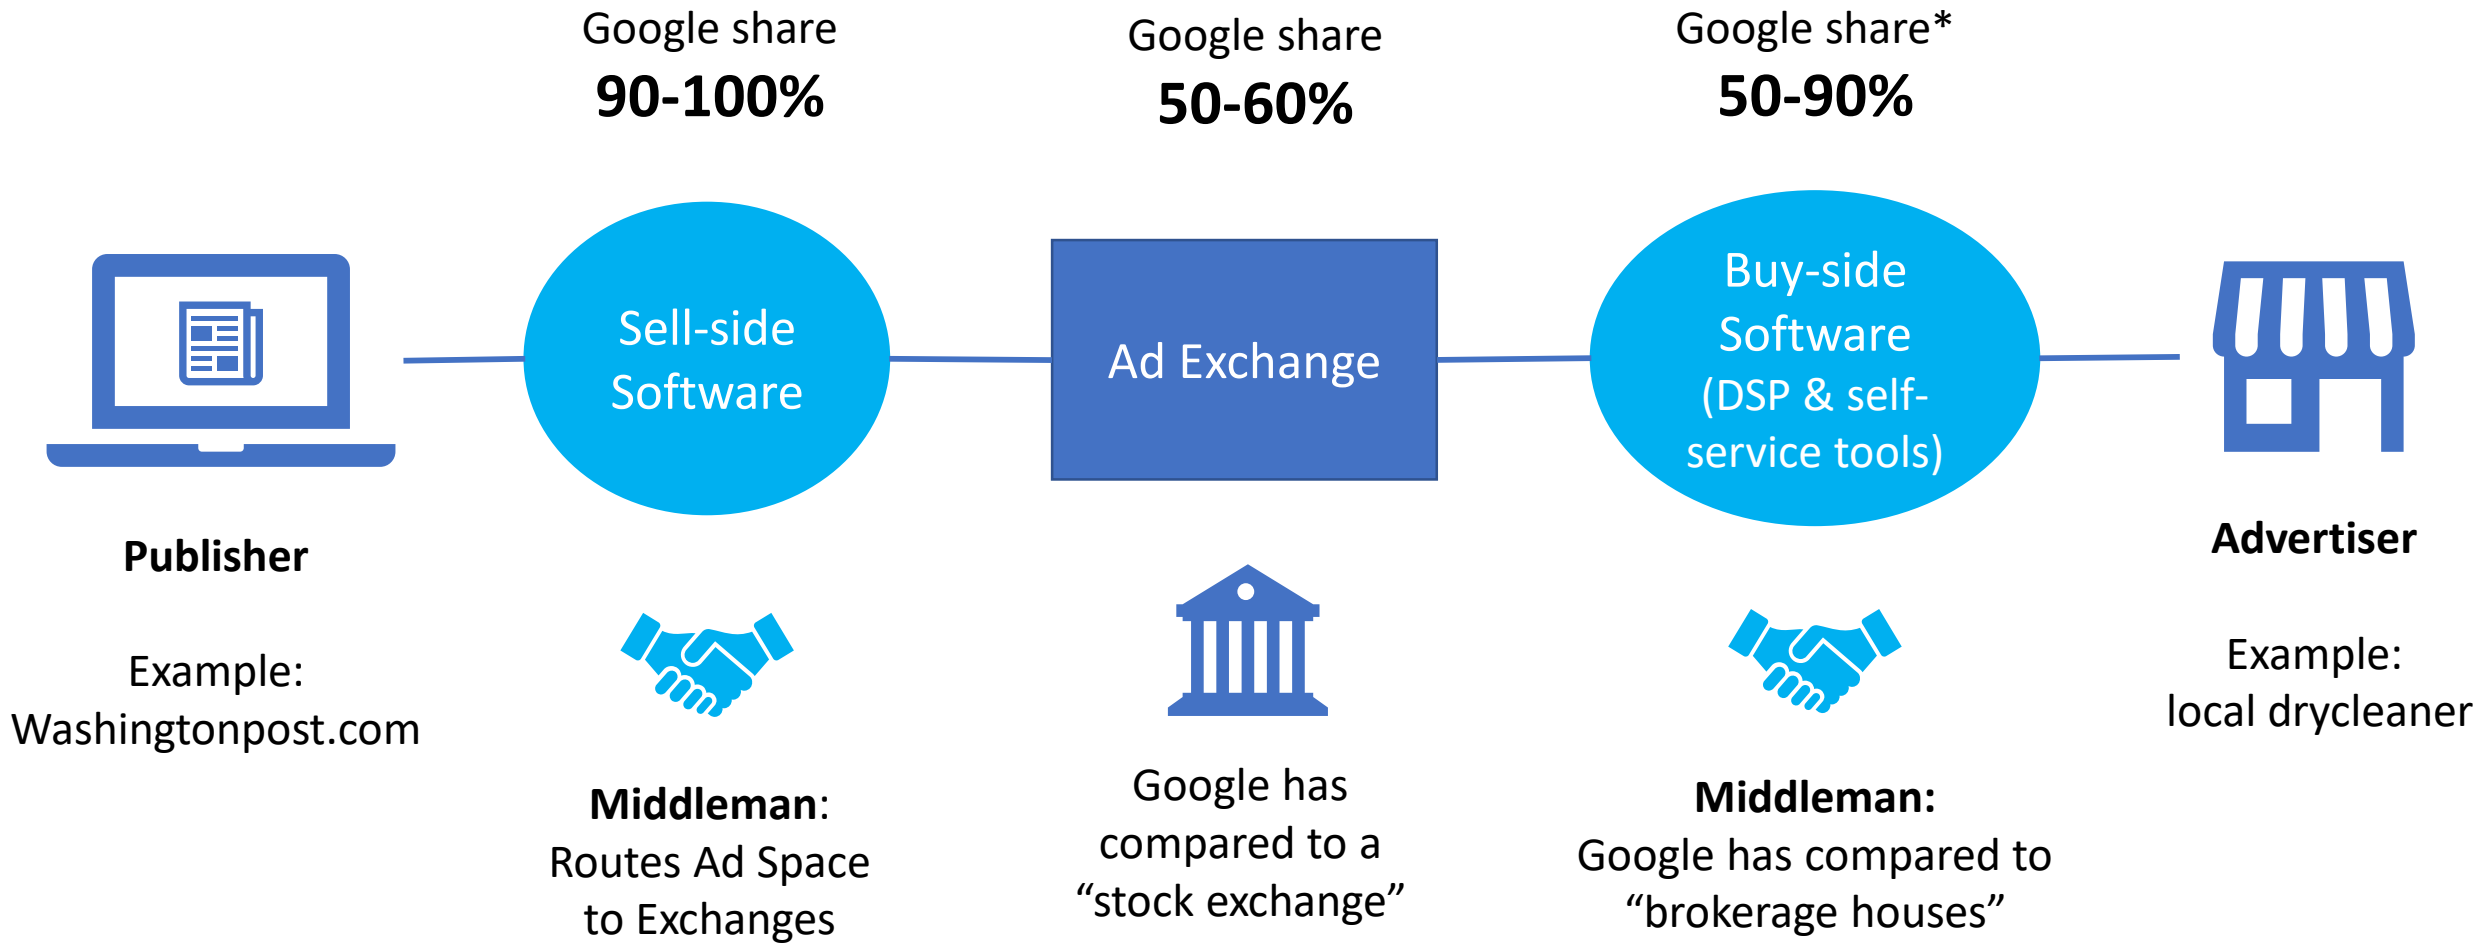 Google share
90-100%
Google share
50-60%
Google share*
50-90%
Sell-side
Software
Ad Exchange
Buy-side
Software
(DSP & self-
service tools)
Publisher
Example:
Washingtonpost.com
Middleman:
Routes Ad Space
to Exchanges
Google has
compared to a
“stock exchange”
Middleman:
Google has compared to
“brokerage houses”
Advertiser
Example:
local drycleaner